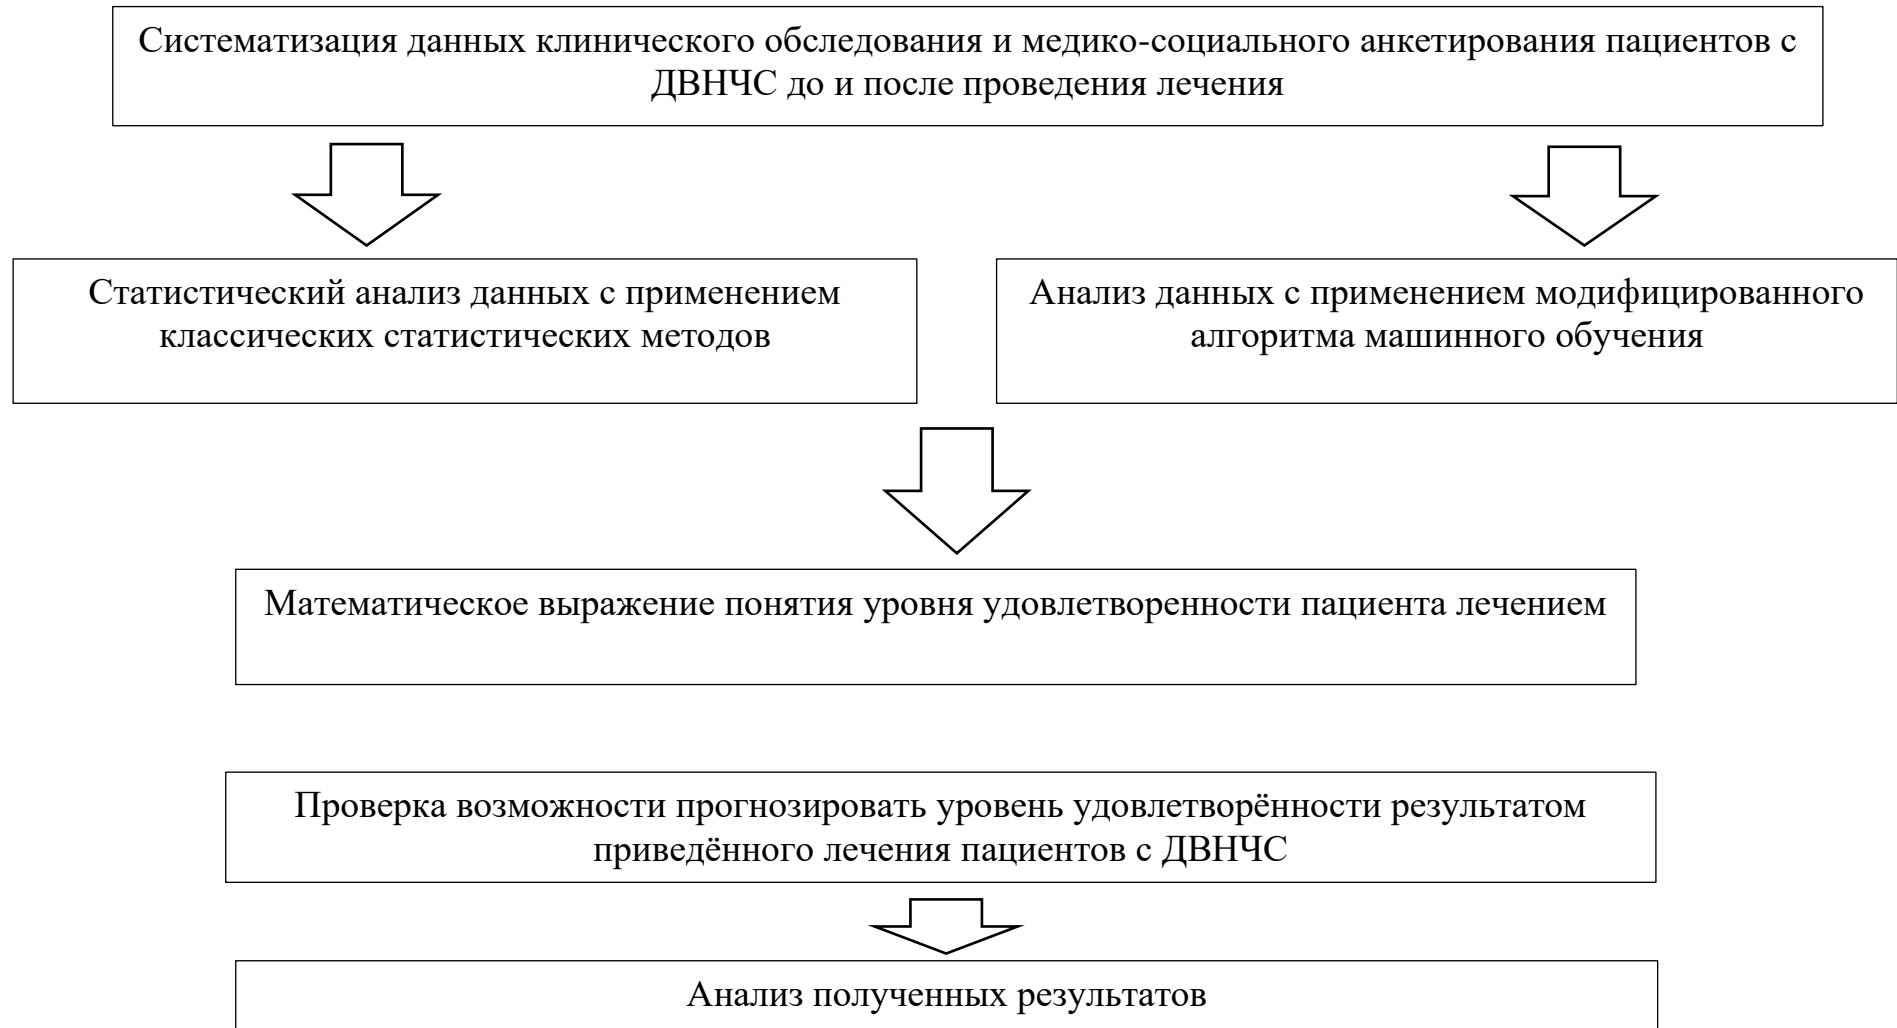 Систематизация данных клинического обследования и медико-социального анкетирования пациентов с
ДВНЧС до и после проведения лечения
Статистический анализ данных с применением
классических статистических методов
Анализ данных с применением модифицированного
алгоритма машинного обучения
Математическое выражение понятия уровня удовлетворенности пациента лечением
Проверка возможности прогнозировать уровень удовлетворённости результатом
приведённого лечения пациентов с ДВНЧС
Анализ полученных результатов